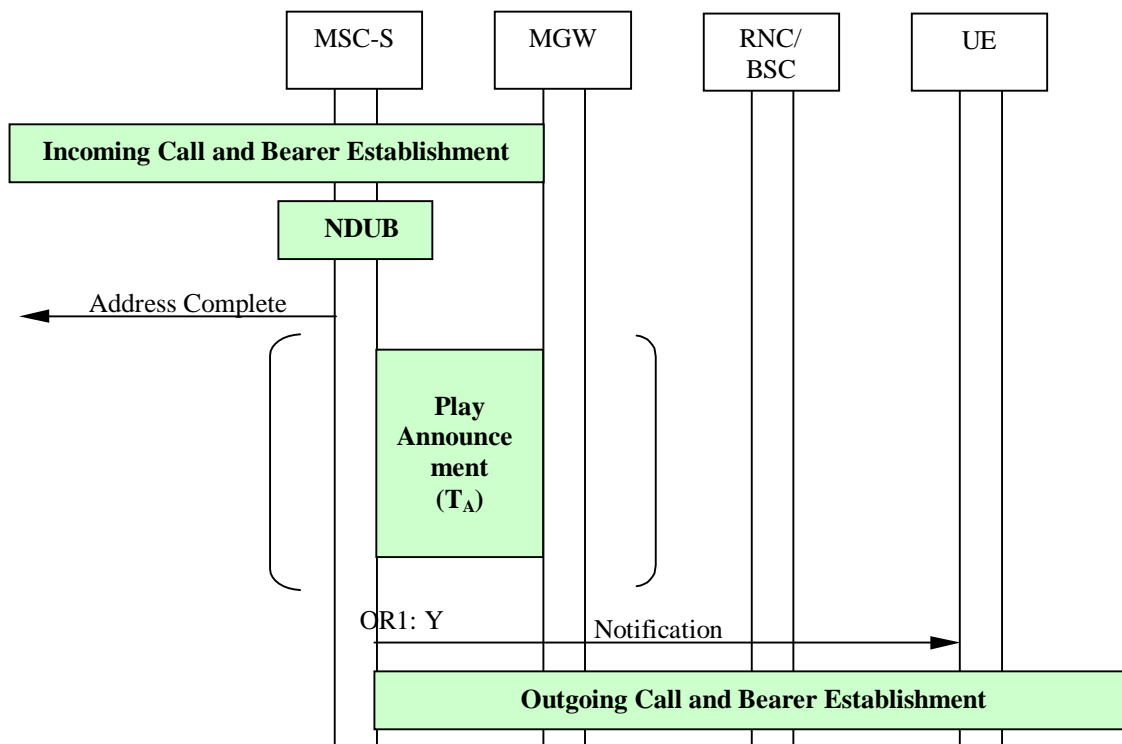 MSC-S
MGW
RNC/
BSC
UE
Incoming Call and Bearer Establishment
NDUB
Address Complete
Play
Announce
ment
(TA)
OR1: Y
Notification
Outgoing Call and Bearer Establishment